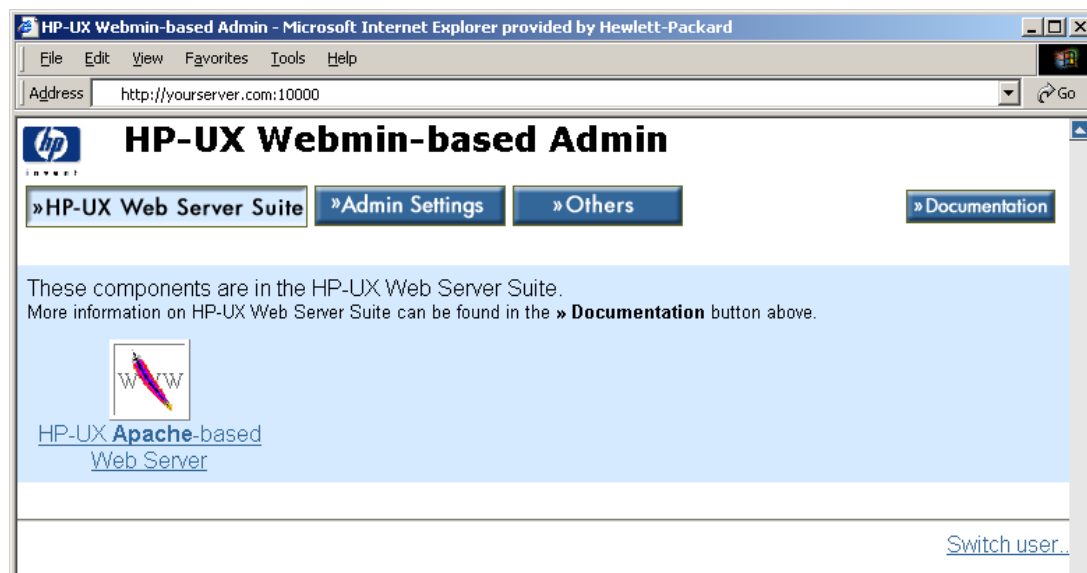 HP-UX Webmin-based Admin - Microsoft Internet Explorer provided by Hewlett-Packard
File Edit View Favorites Tools Help
Address http://yourserver.com:10000 Go
hp
invent
HP-UX Webmin-based Admin
»HP-UX Web Server Suite »Admin Settings »Others »Documentation
These components are in the HP-UX Web Server Suite.
More information on HP-UX Web Server Suite can be found in the » Documentation button above.
WWW
HP-UX Apache-based
Web Server
Switch user..